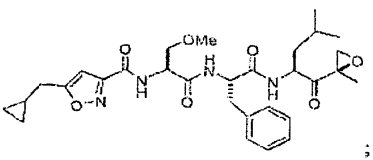 OMe
O O H O
N N N O
H O H O
O-N
;